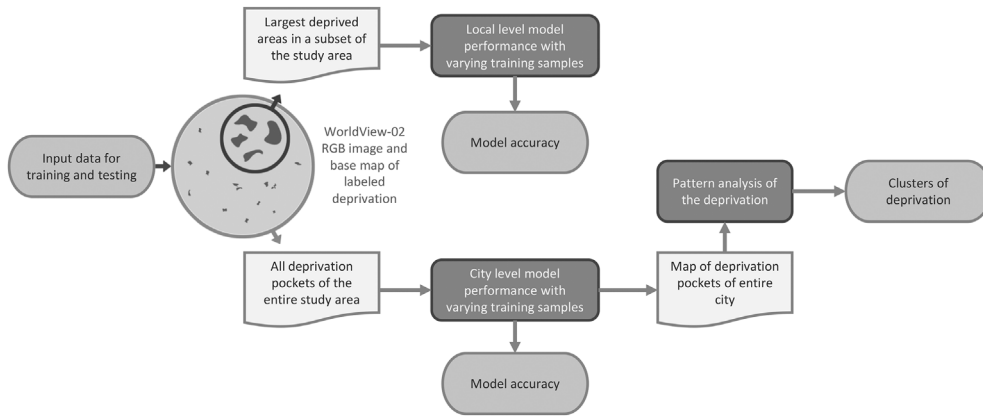 Largest deprived
areas in a subset of
the study area
Local level model
performance with
varying training samples
Model accuracy
Input data for
training and testing
WorldView-02
RGB image and
base map of
labeled
deprivation
Pattern analysis of
the deprivation
Clusters of
deprivation
All deprivation
pockets of the
entire study area
City level model
performance with
varying training samples
Map of deprivation
pockets of entire
city
Model accuracy